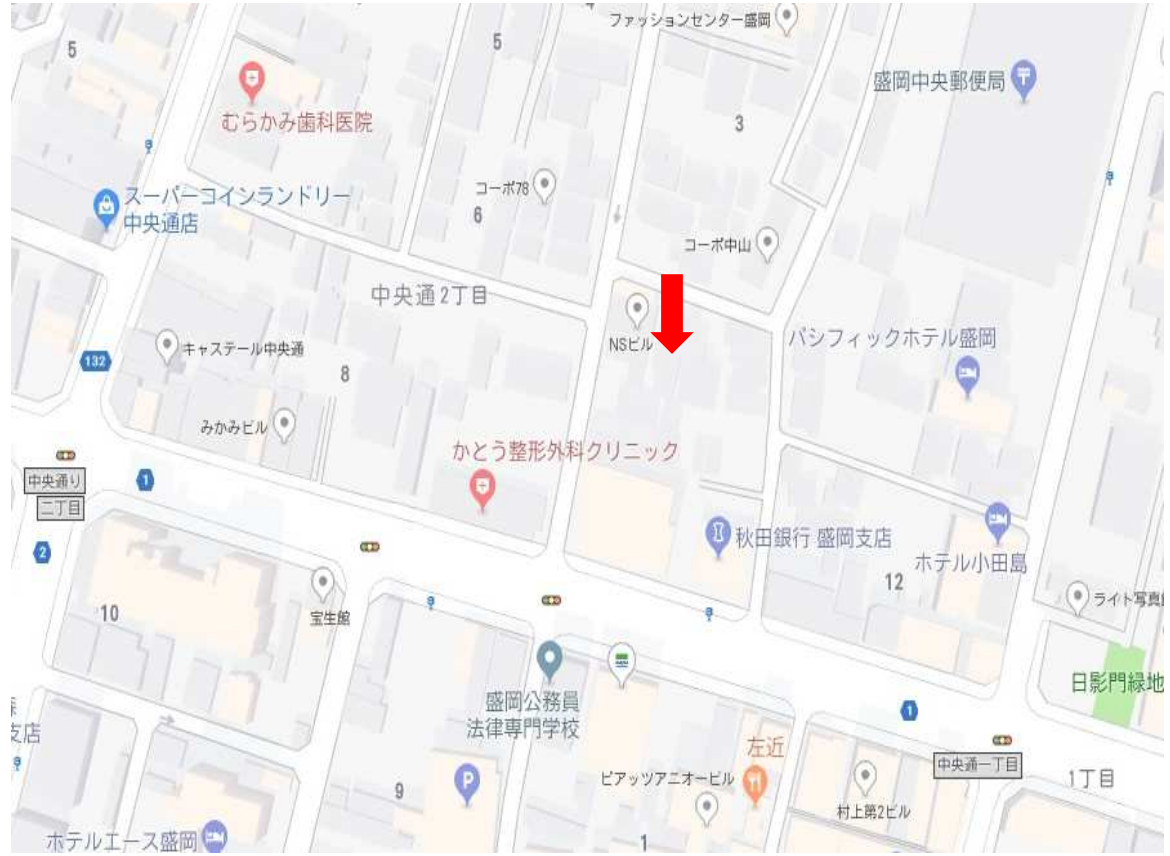 ファッションセンター盛岡
5
5
盛岡中央郵便局
むらかみ歯科医院
3
スーパーコインランドリー
中央通店
コーポ78
6
コーポ中山
中央通2丁目
NSビル
パシフィックホテル盛岡
132
キャステール中央通
8
みかみビル
かとう整形外科クリニック
中央通り
二丁目
1
秋田銀行 盛岡支店
ホテル小田島
2
12
10
宝生館
ライト写真館
日影門緑地
盛岡公務員
法律専門学校
支店
1
左近
中央通一丁目
1丁目
9
P
ピアッツアニオービル
村上第2ビル
ホテルエース盛岡
1